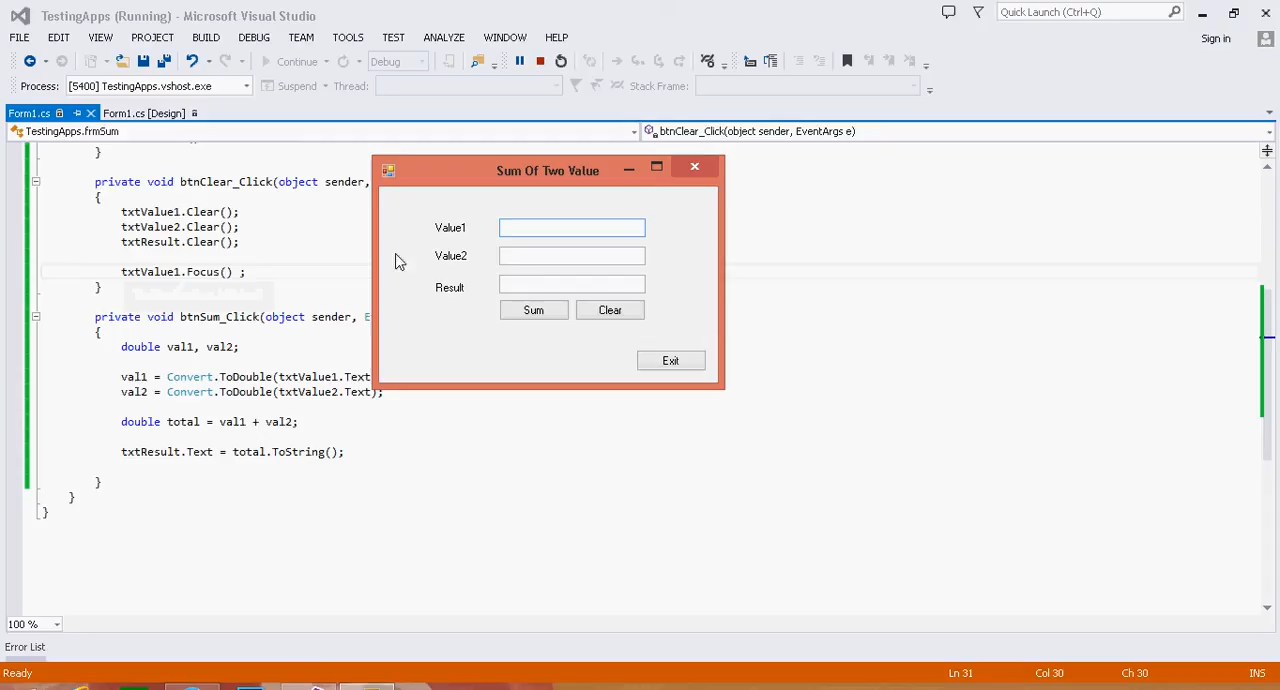 TestingApps (Running) - Microsoft Visual Studio
Quick Launch (Ctrl+Q)
FILE EDIT VIEW PROJECT BUILD DEBUG TEAM TOOLS TEST ANALYZE WINDOW HELP
Sign in
Continue Debug
Process: [5400] TestingApps.vshost.exe Suspend Thread: Stack Frame:
Form1.cs Form1.cs [Design]
TestingApps.frmSum btnClear_Click(object sender, EventArgs e)
}
private void btnClear_Click(object sender,
{
txtValue1.Clear();
txtValue2.Clear();
txtResult.Clear();
txtValue1.Focus() ;
}
private void btnSum_Click(object sender, E
{
double val1, val2;
val1 = Convert.ToDouble(txtValue1.Text
val2 = Convert.ToDouble(txtValue2.Text);
double total = val1 + val2;
txtResult.Text = total.ToString();
}
}
}
Sum Of Two Value
Value1
Value2
Result
Sum Clear
Exit
100 %
Error List
Ready Ln 31 Col 30 Ch 30 INS